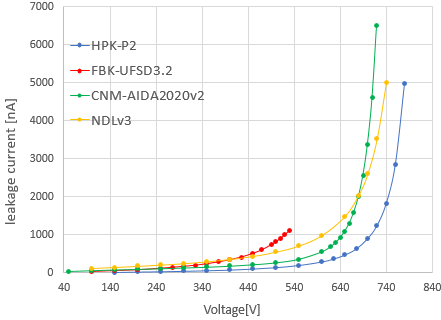 7000
6000
5000
4000
3000
2000
1000
0
leakage current [nA]
HPK-P2
FBK-UFSD3.2
CNM-AIDA2020v2
NDLv3
40 140 240 340 440 540 640 740 840
Voltage[V]